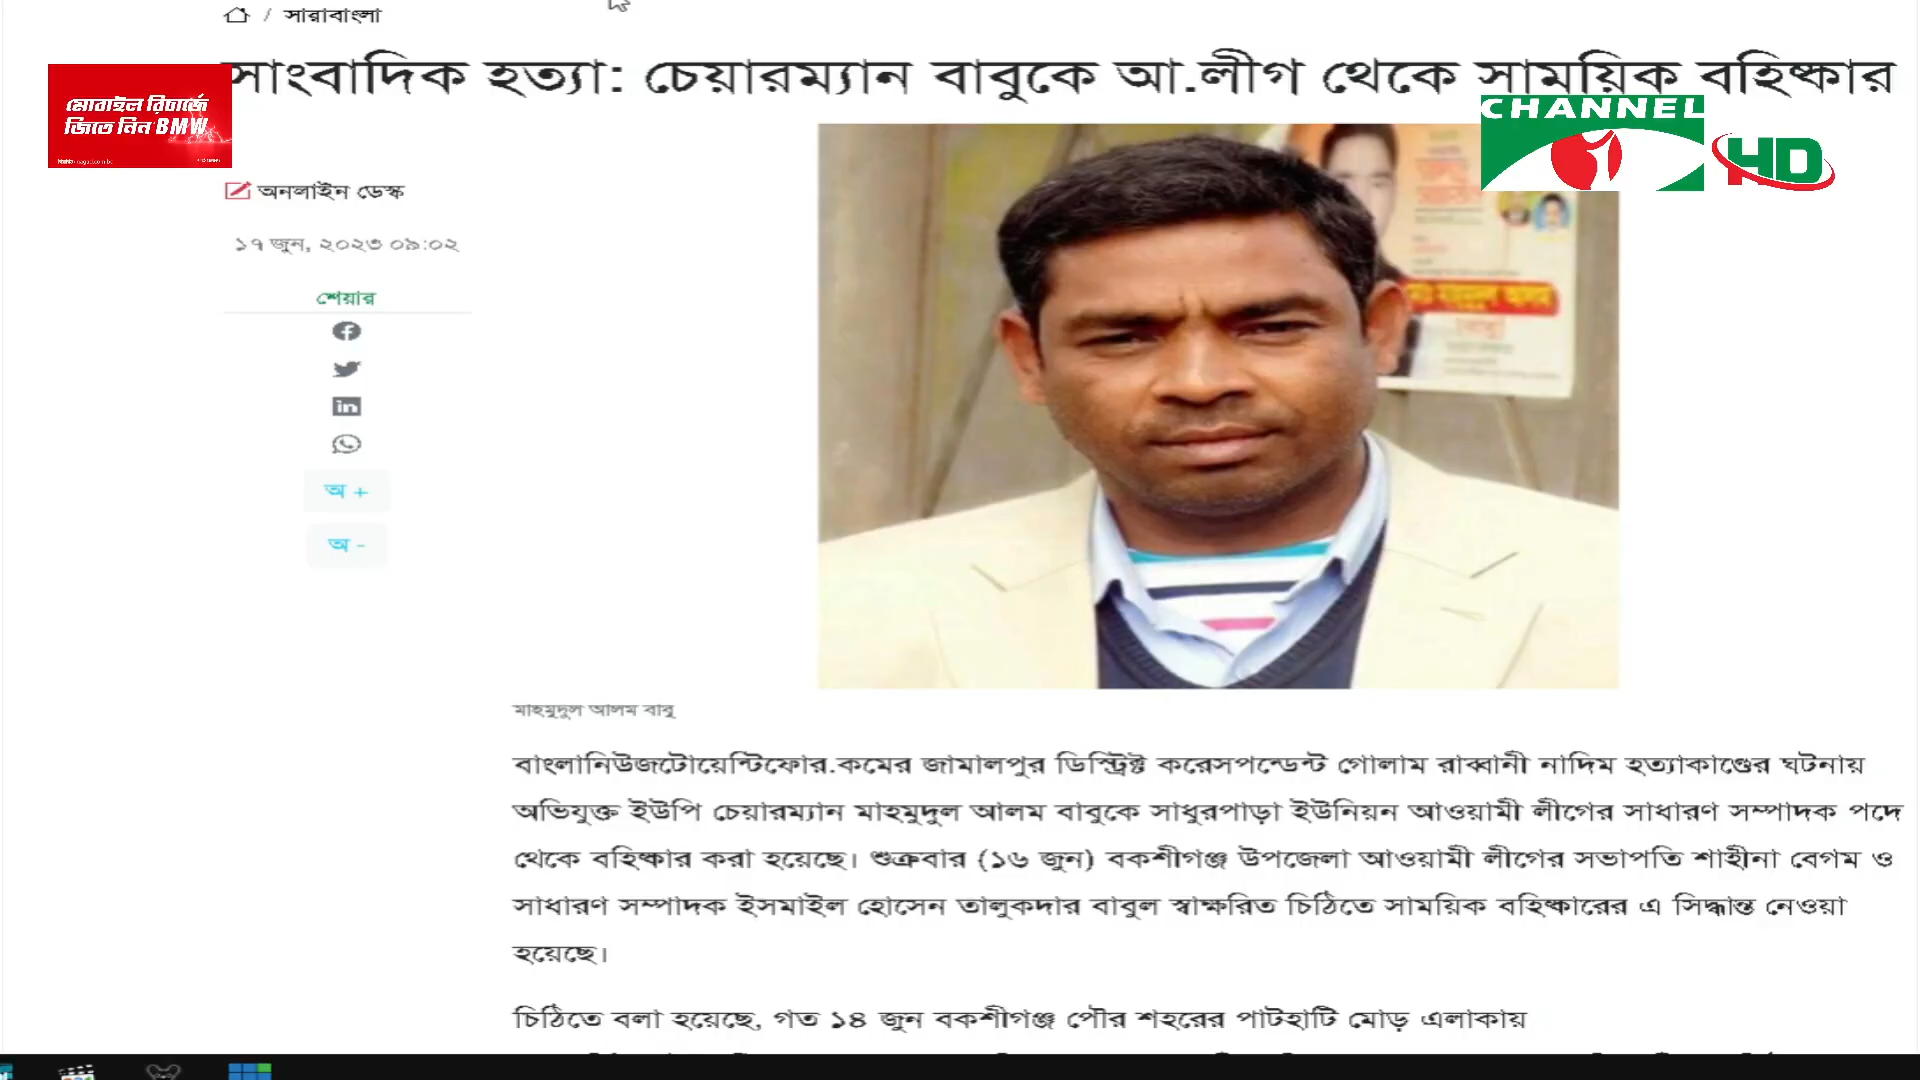 / সারাবাংলা
সাংবাদিক হত্যা: চেয়ারম্যান বাবুকে আ.লীগ থেকে সাময়িক বহিষ্কার
মোবাইল রিচার্জে
জিতে নিন BMW
CHANNEL
i HD
অনলাইন ডেস্ক
১৭ জুন, ২০২৩ ০৯:০২
শেয়ার
অ +
অ -
মাহমুদুল আলম বাবু
বাংলানিউজটোয়েন্টিফোর.কমের জামালপুর ডিস্ট্রিক্ট করেসপন্ডেন্ট গোলাম রাব্বানী নাদিম হত্যাকাণ্ডের ঘটনায়
অভিযুক্ত ইউপি চেয়ারম্যান মাহমুদুল আলম বাবুকে সাধুরপাড়া ইউনিয়ন আওয়ামী লীগের সাধারণ সম্পাদক পদে
থেকে বহিষ্কার করা হয়েছে। শুক্রবার (১৬ জুন) বকশীগঞ্জ উপজেলা আওয়ামী লীগের সভাপতি শাহীনা বেগম ও
সাধারণ সম্পাদক ইসমাইল হোসেন তালুকদার বাবুল স্বাক্ষরিত চিঠিতে সাময়িক বহিষ্কারের এ সিদ্ধান্ত নেওয়া
হয়েছে।
চিঠিতে বলা হয়েছে, গত ১৪ জুন বকশীগঞ্জ পৌর শহরের পাটহাটি মোড় এলাকায়